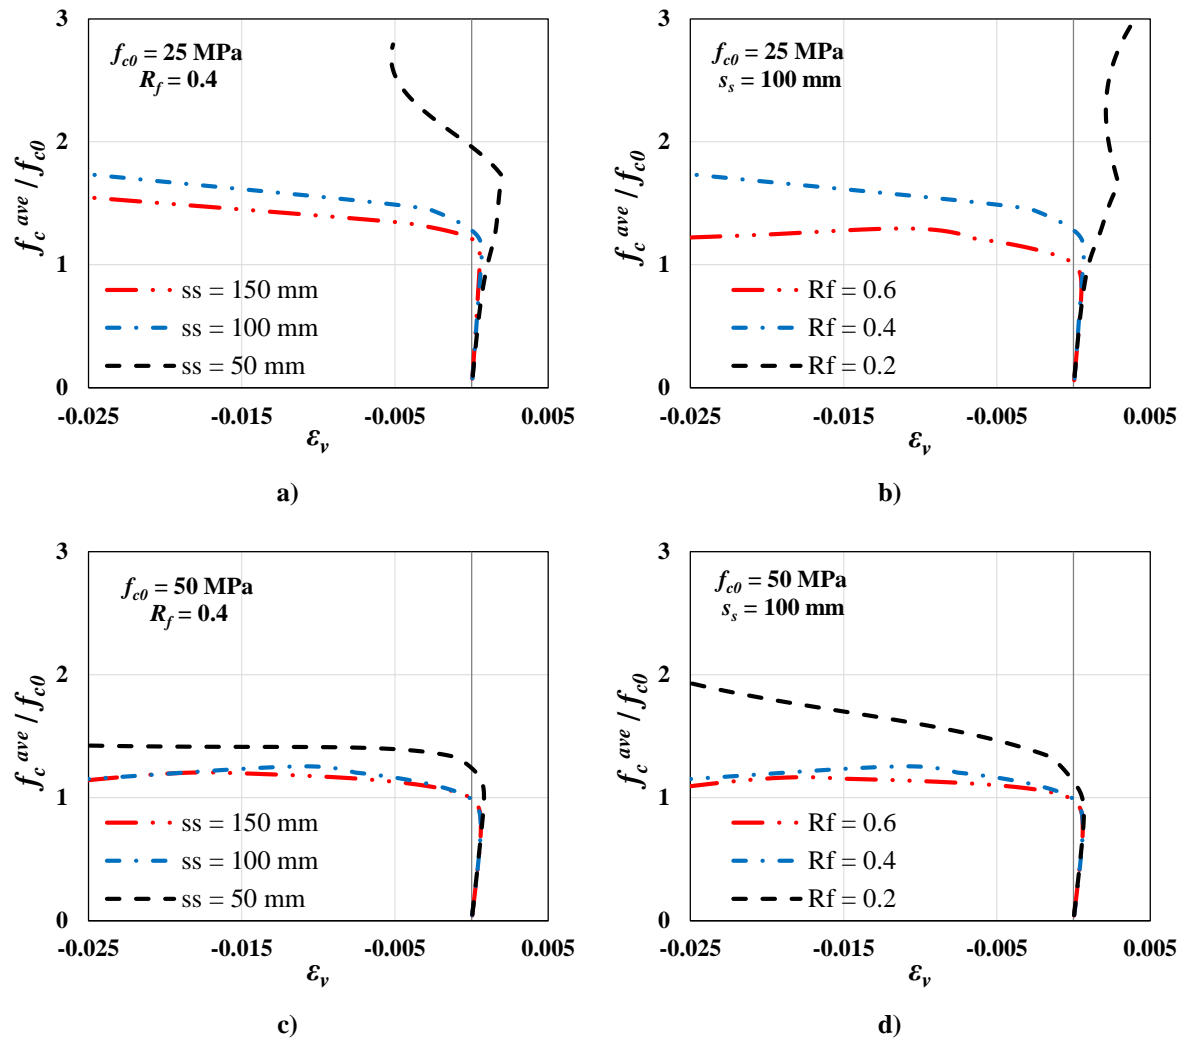 3
2
1
0
f_c^ave / f_c0
f_c0 = 25 MPa
R_f = 0.4
ss = 150 mm
ss = 100 mm
ss = 50 mm
-0.025 -0.015 -0.005 0.005
ε_v
a)
3
2
1
0
f_c^ave / f_c0
f_c0 = 25 MPa
s_s = 100 mm
Rf = 0.6
Rf = 0.4
Rf = 0.2
-0.025 -0.015 -0.005 0.005
ε_v
b)
3
2
1
0
f_c^ave / f_c0
f_c0 = 50 MPa
R_f = 0.4
ss = 150 mm
ss = 100 mm
ss = 50 mm
-0.025 -0.015 -0.005 0.005
ε_v
c)
3
2
1
0
f_c^ave / f_c0
f_c0 = 50 MPa
s_s = 100 mm
Rf = 0.6
Rf = 0.4
Rf = 0.2
-0.025 -0.015 -0.005 0.005
ε_v
d)